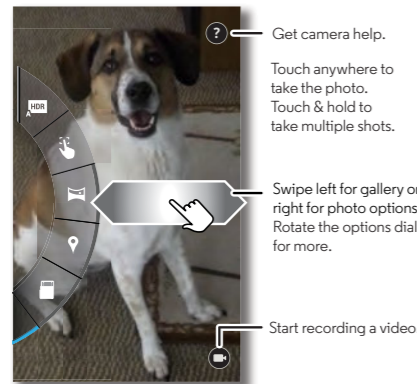 ?
Get camera help.
Touch anywhere to
take the photo.
Touch & hold to
take multiple shots.
HDR
A
Swipe left for gallery or
right for photo options
Rotate the options dial
for more.
Start recording a video